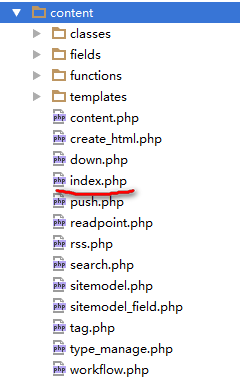 content
classes
fields
functions
templates
content.php
create_html.php
down.php
index.php
push.php
readpoint.php
rss.php
search.php
sitemodel.php
sitemodel_field.php
tag.php
type_manage.php
workflow.php